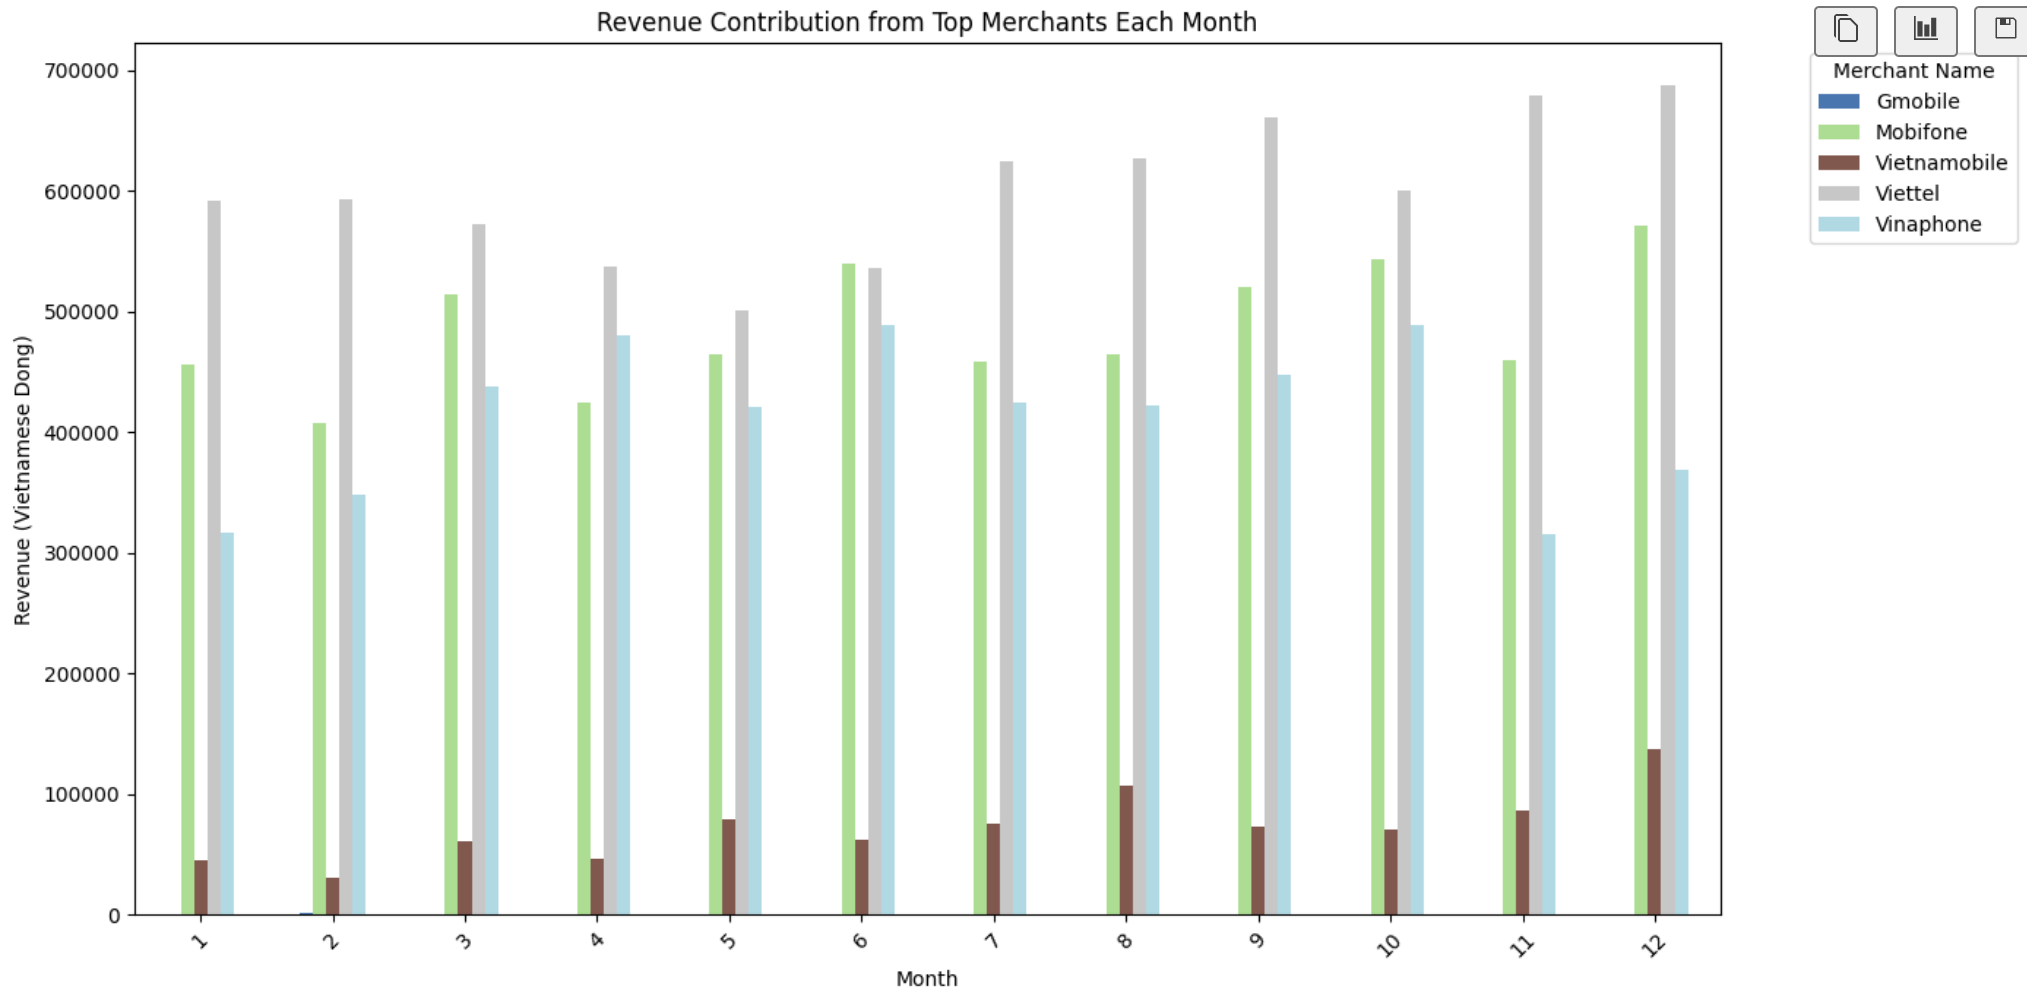 Revenue Contribution from Top Merchants Each Month
Merchant Name
Gmobile
Mobifone
Vietnamobile
Viettel
Vinaphone
700000
600000
500000
400000
300000
200000
100000
0
Revenue (Vietnamese Dong)
1 2 3 4 5 6 7 8 9 10 11 12
Month